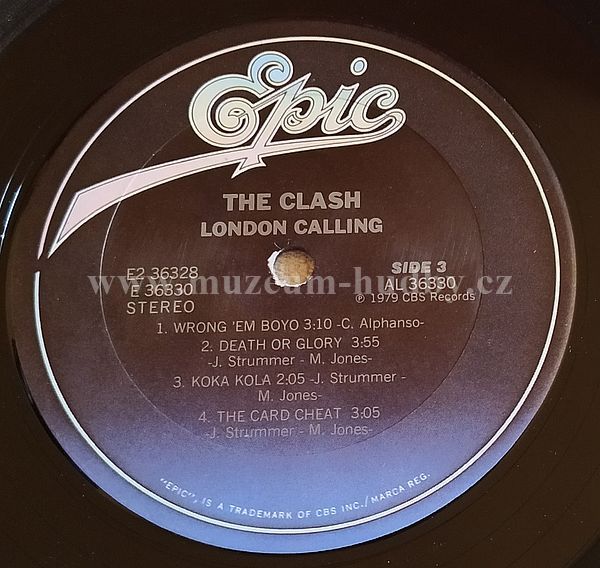 Epic
THE CLASH
LONDON CALLING
E2 36328
E 36330
STEREO
SIDE 3
AL 36330
℗ 1979 CBS Records
www.muzeum-hudby.cz
1. WRONG 'EM BOYO 3:10 -C. Alphanso-
2. DEATH OR GLORY 3:55
-J. Strummer - M. Jones-
3. KOKA KOLA 2:05 -J. Strummer -
M. Jones-
4. THE CARD CHEAT 3:05
-J. Strummer - M. Jones-
"EPIC", IS A TRADEMARK OF CBS INC./MARCA REG.